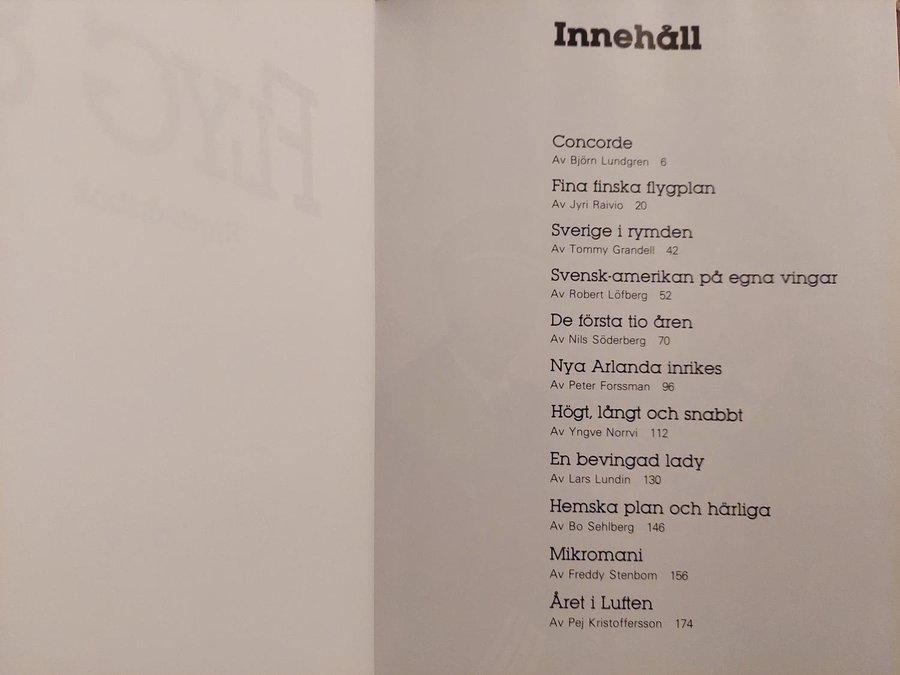 Innehåll
Concorde
Av Björn Lundgren 6
Fina finska flygplan
Av Jyri Raivio 20
Sverige i rymden
Av Tommy Grandell 42
Svensk-amerikan på egna vingar
Av Robert Löfberg 52
De första tio åren
Av Nils Söderberg 70
Nya Arlanda inrikes
Av Peter Forssman 96
Högt, långt och snabbt
Av Yngve Norrvi 112
En bevingad lady
Av Lars Lundin 130
Hemska plan och härliga
Av Bo Sehlberg 146
Mikromani
Av Freddy Stenbom 156
Året i Luften
Av Pej Kristoffersson 174